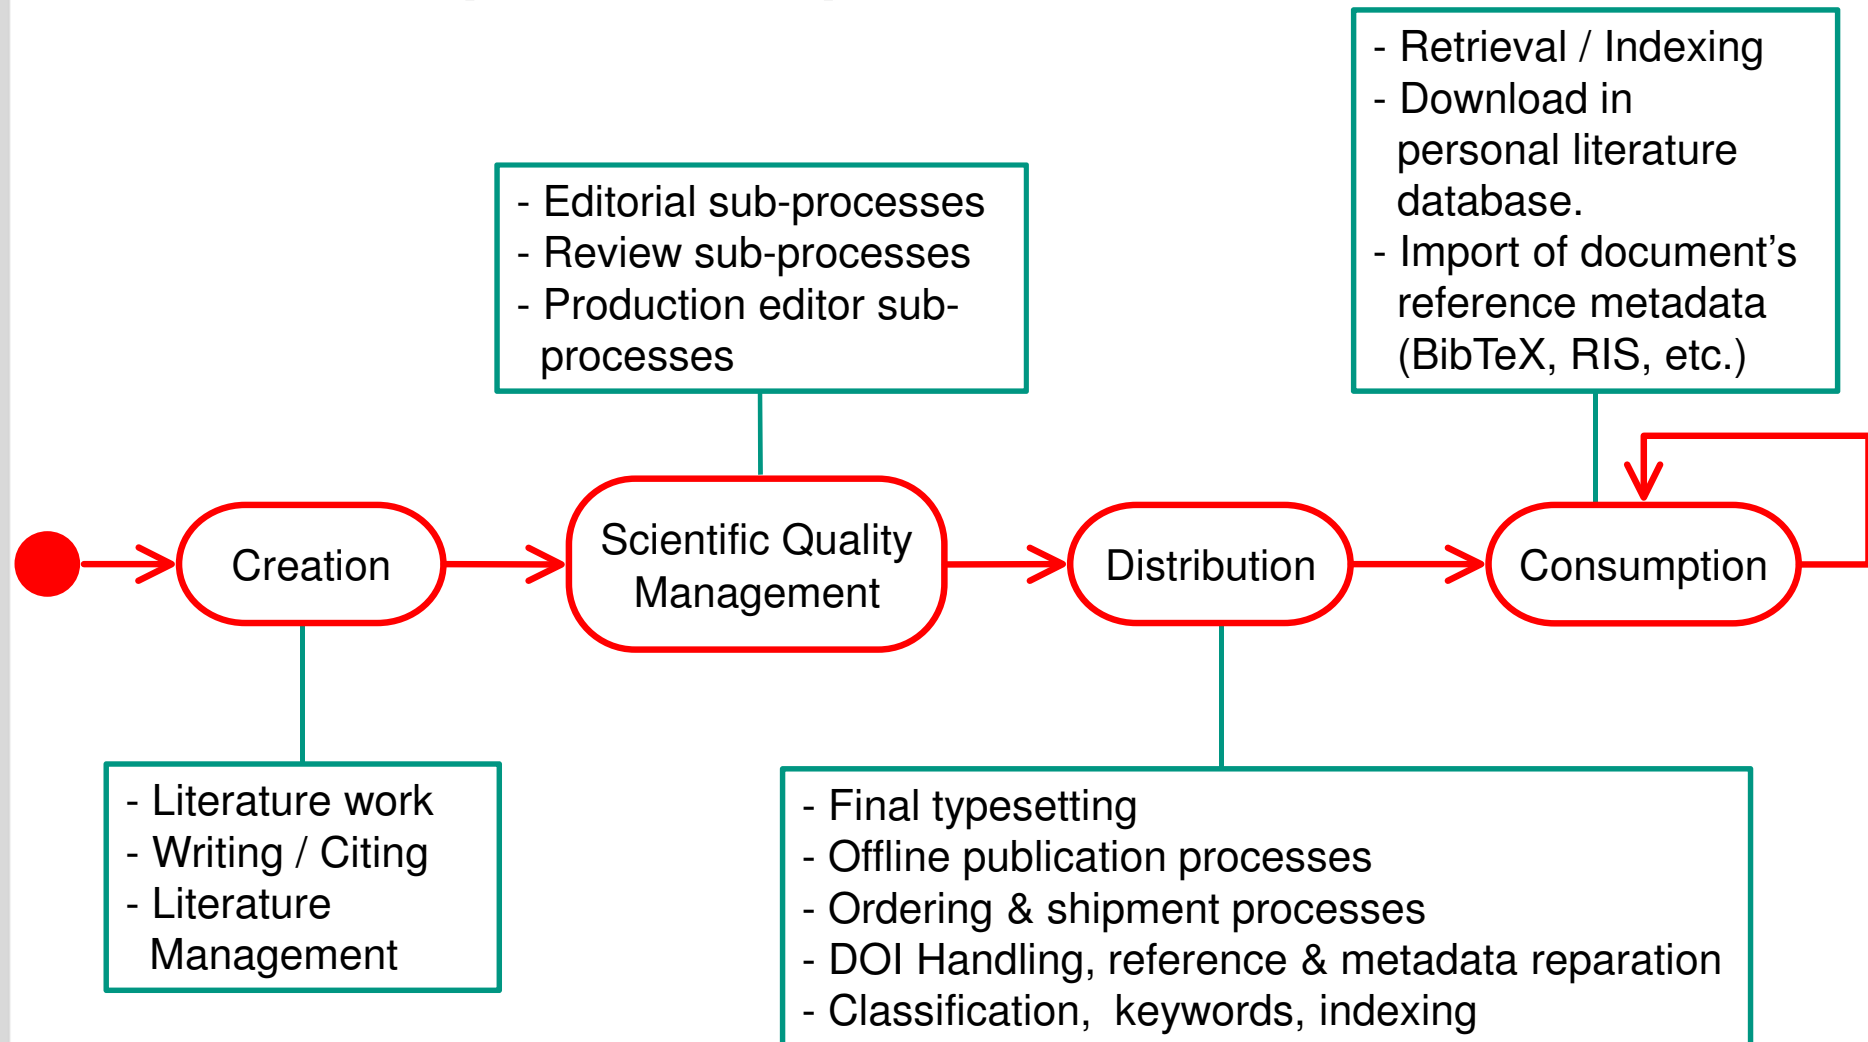 - Retrieval / Indexing
- Download in
personal literature
database.
- Import of document’s
reference metadata
(BibTeX, RIS, etc.)
- Editorial sub-processes
- Review sub-processes
- Production editor sub-
processes
Creation
Scientific Quality
Management
Distribution
Consumption
- Literature work
- Writing / Citing
- Literature
Management
- Final typesetting
- Offline publication processes
- Ordering & shipment processes
- DOI Handling, reference & metadata reparation
- Classification, keywords, indexing